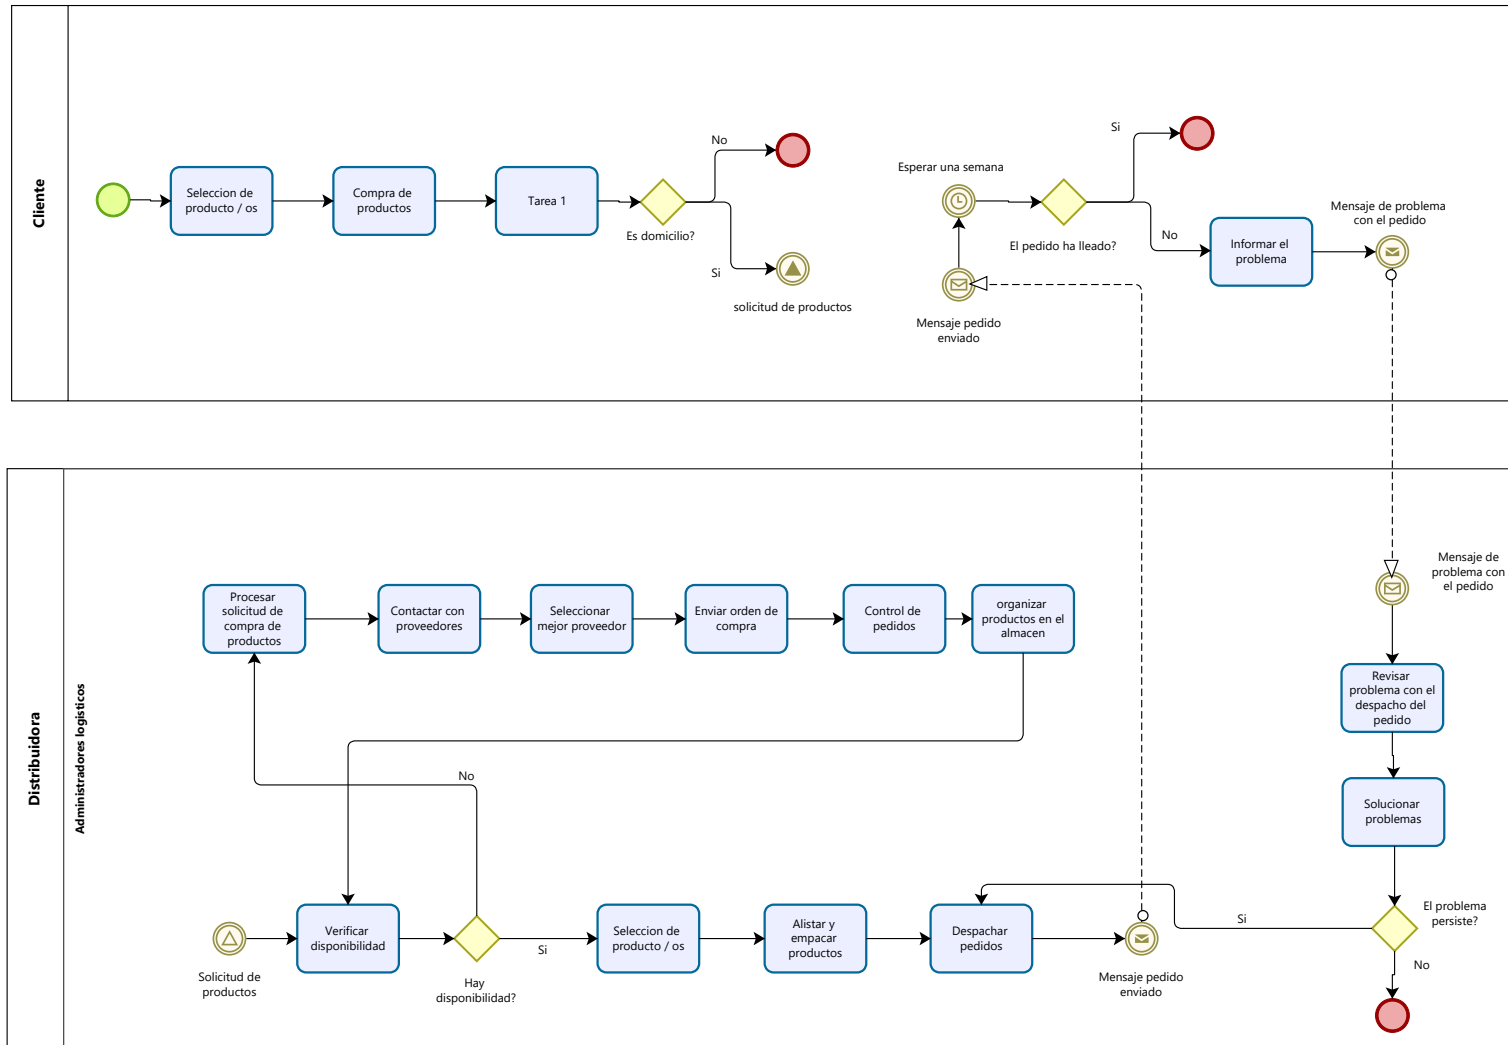 Cliente
Seleccion de
producto / os
Compra de
productos
Tarea 1
Es domicilio?
No
Si
solicitud de productos
Esperar una semana
Mensaje pedido
enviado
El pedido ha lleado?
Si
No
Informar el
problema
Mensaje de problema
con el pedido
Distribuidora
Administradores logisticos
Procesar
solicitud de
compra de
productos
Contactar con
proveedores
Seleccionar
mejor proveedor
Enviar orden de
compra
Control de
pedidos
organizar
productos en el
almacen
Mensaje de
problema con
el pedido
Revisar
problema con el
despacho del
pedido
Solucionar
problemas
No
Solicitud de
productos
Verificar
disponibilidad
Hay
disponibilidad?
Si
Seleccion de
producto / os
Alistar y
empacar
productos
Despachar
pedidos
Mensaje pedido
enviado
Si
El problema
persiste?
No